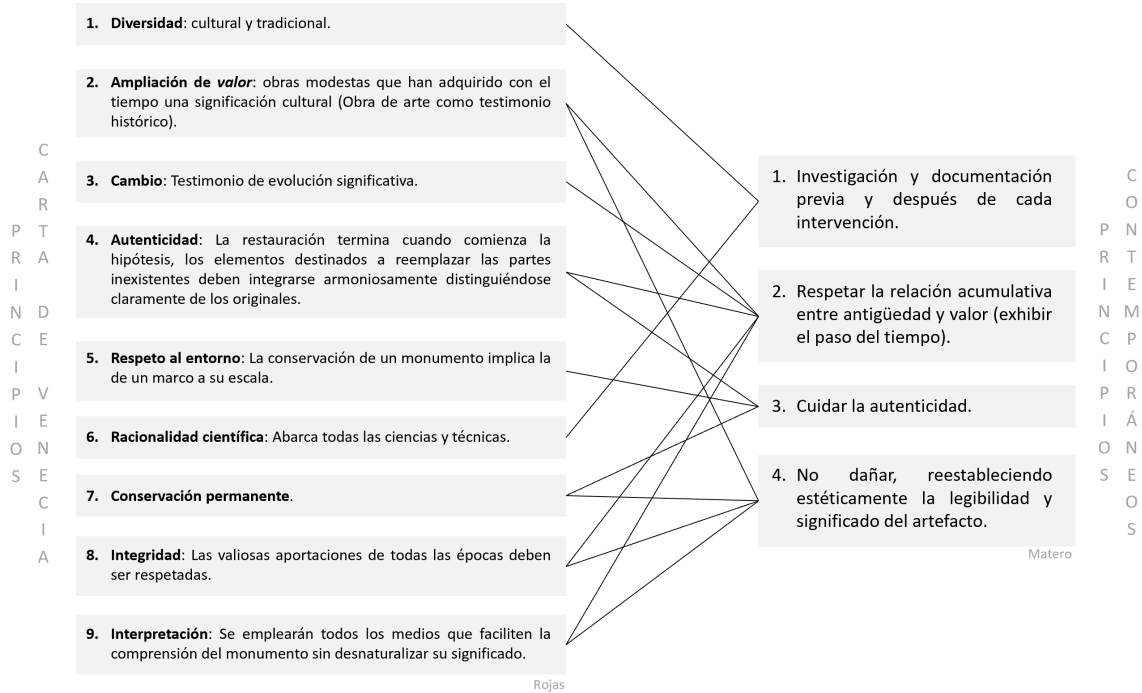 PRINCIPIOS
CARTA DE VENECIA
1. Diversidad: cultural y tradicional.
2. Ampliación de valor: obras modestas que han adquirido con el
tiempo una significación cultural (Obra de arte como testimonio
histórico).
3. Cambio: Testimonio de evolución significativa.
4. Autenticidad: La restauración termina cuando comienza la
hipótesis, los elementos destinados a reemplazar las partes
inexistentes deben integrarse armoniosamente distinguiéndose
claramente de los originales.
5. Respeto al entorno: La conservación de un monumento implica la
de un marco a su escala.
6. Racionalidad científica: Abarca todas las ciencias y técnicas.
7. Conservación permanente.
8. Integridad: Las valiosas aportaciones de todas las épocas deben
ser respetadas.
9. Interpretación: Se emplearán todos los medios que faciliten la
comprensión del monumento sin desnaturalizar su significado.
Rojas
1. Investigación y documentación
previa y después de cada
intervención.
2. Respetar la relación acumulativa
entre antigüedad y valor (exhibir
el paso del tiempo).
3. Cuidar la autenticidad.
4. No dañar, reestableciendo
estéticamente la legibilidad y
significado del artefacto.
Matero
PRINCIPIOS
CONTEMPORÁNEOS